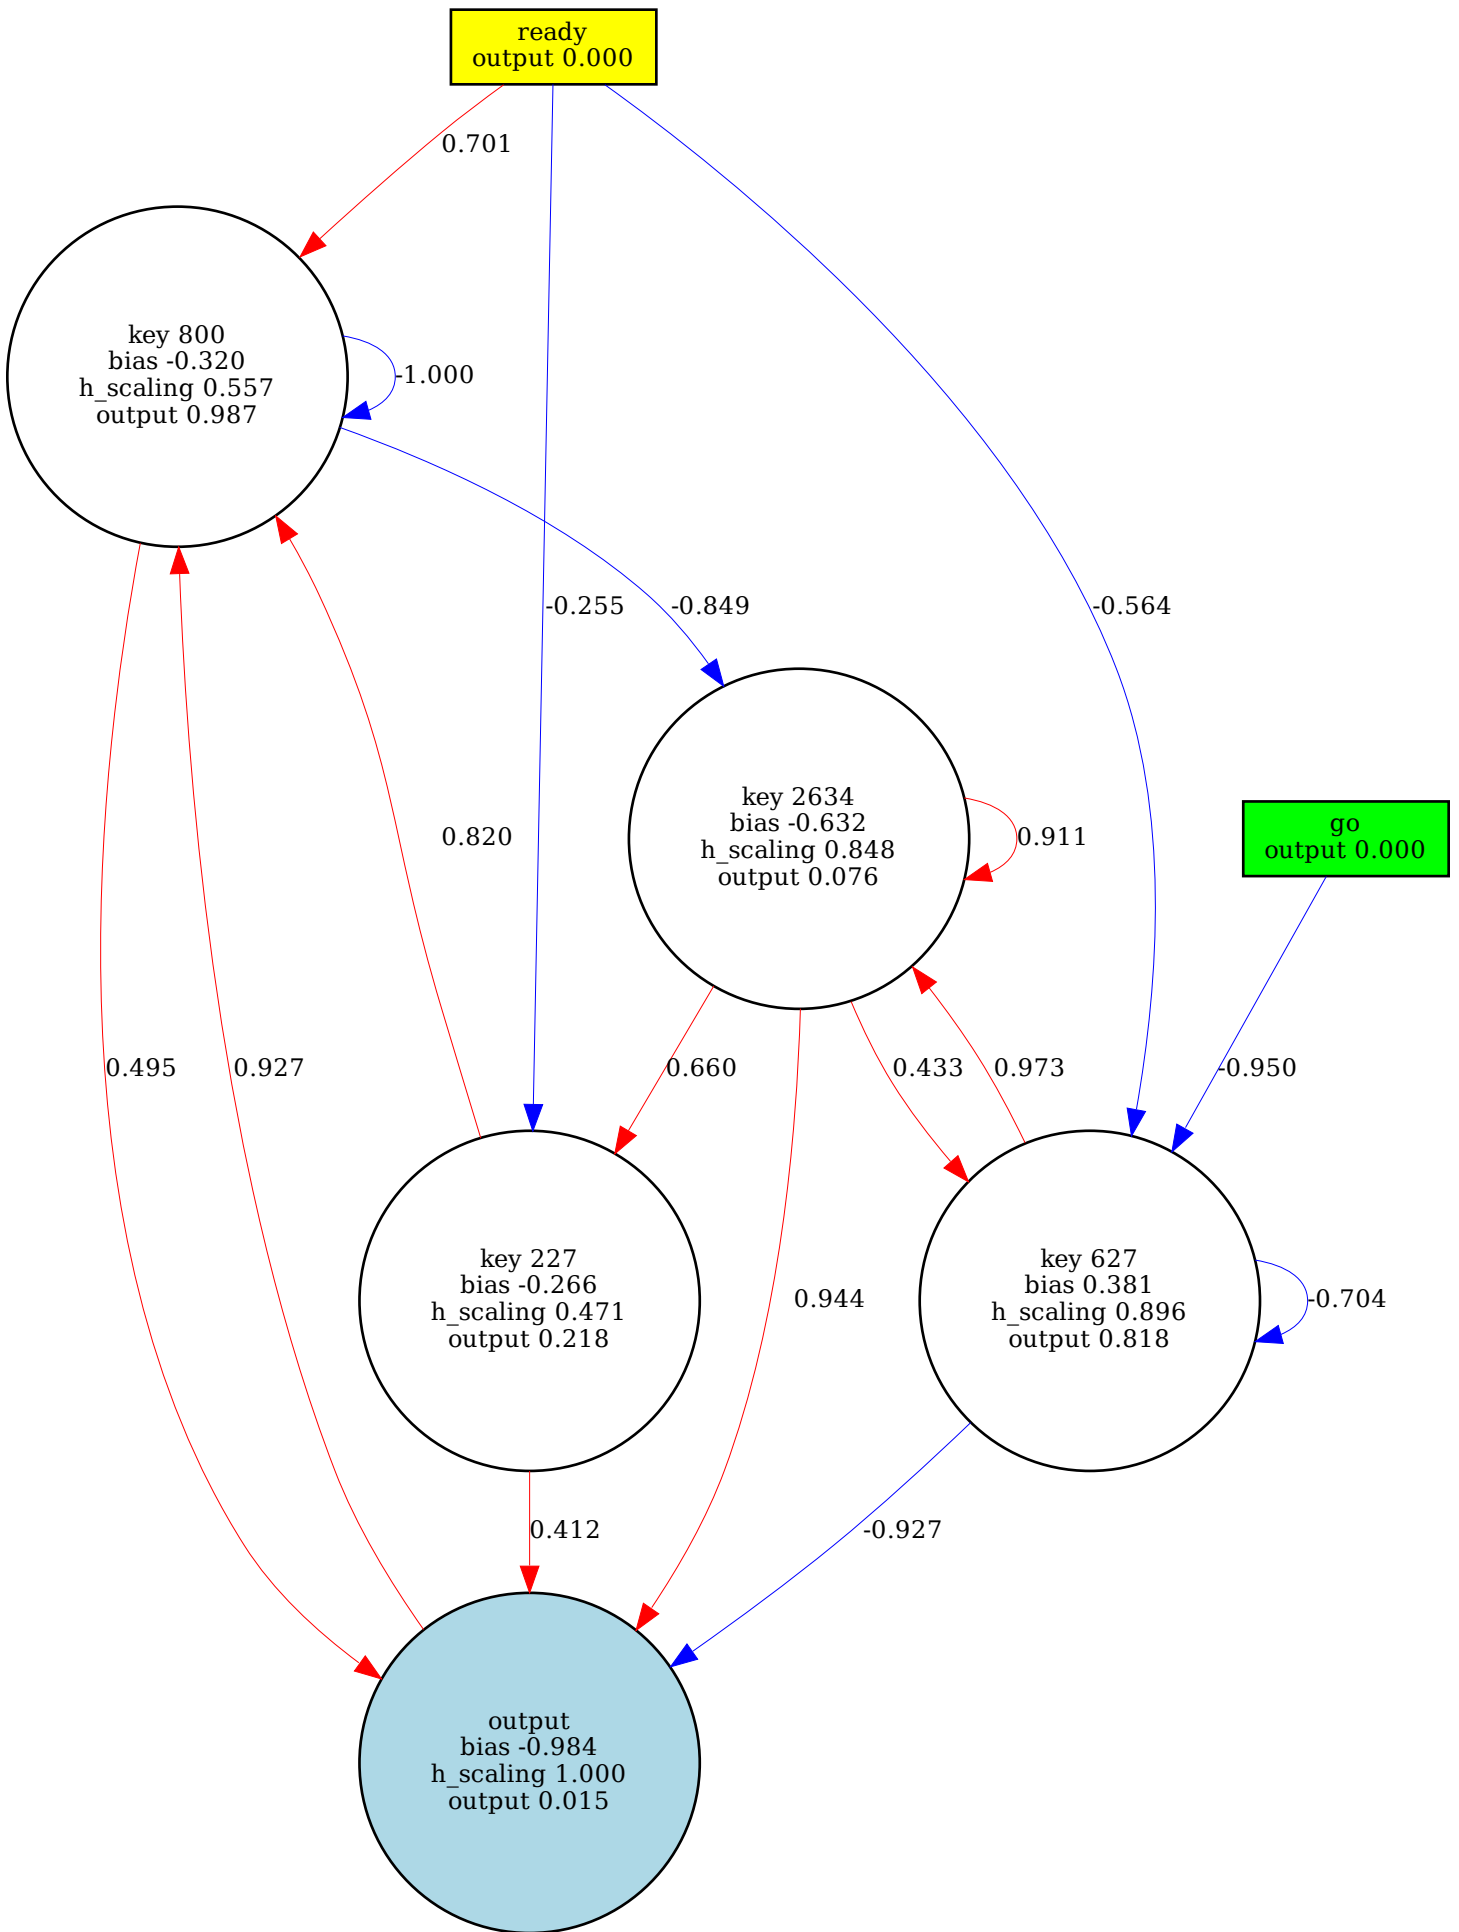 ready
output 0.000
0.701
key 800
bias -0.320
h_scaling 0.557
output 0.987
-1.000
-0.255
-0.849
-0.564
key 2634
bias -0.632
h_scaling 0.848
output 0.076
0.911
go
output 0.000
0.820
0.495
0.927
0.660
0.433
0.973
-0.950
key 227
bias -0.266
h_scaling 0.471
output 0.218
0.944
key 627
bias 0.381
h_scaling 0.896
output 0.818
-0.704
0.412
-0.927
output
bias -0.984
h_scaling 1.000
output 0.015